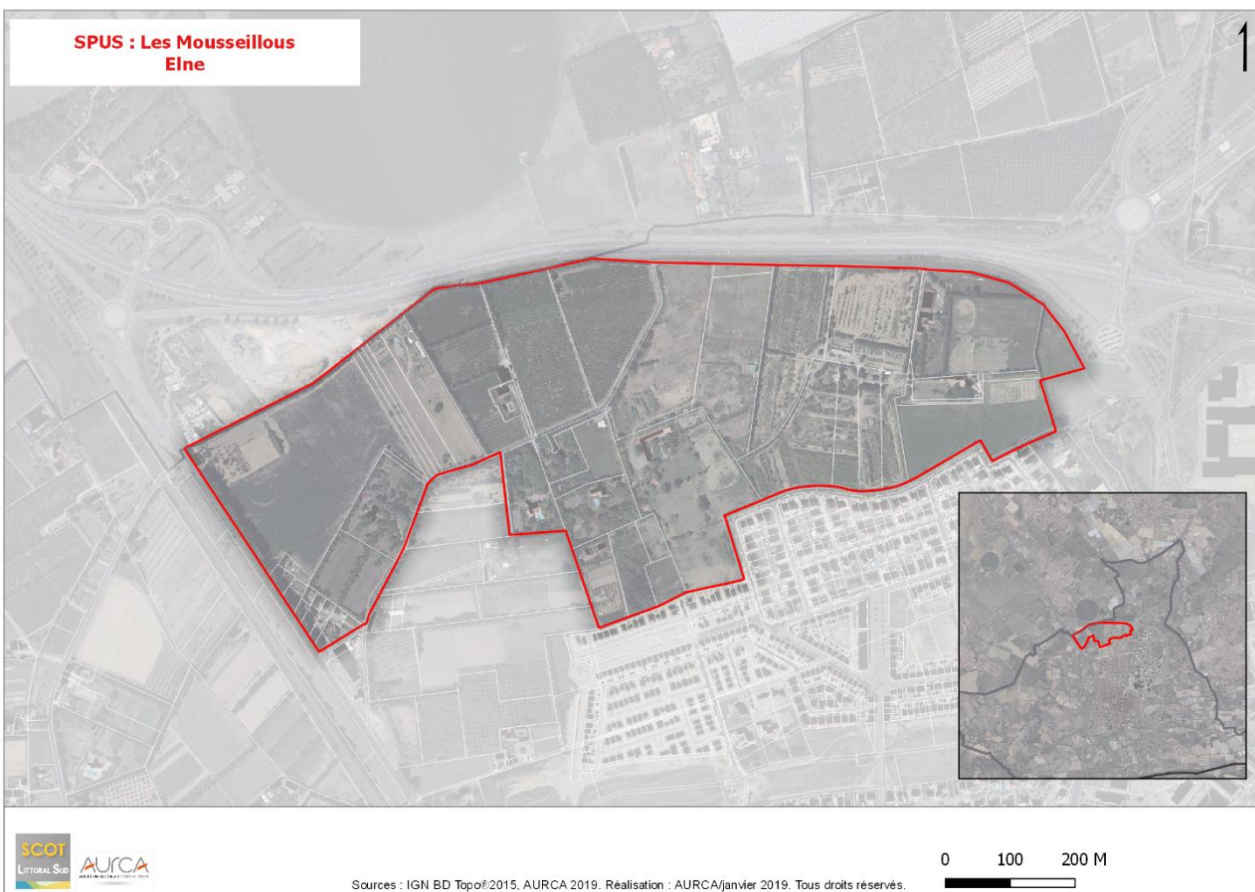 SPUS : Les Mousseillous
Elne
SCOT
LITTORAL SUD
AURCA
0 100 200 M
Sources : IGN BD Topo®2015, AURCA 2019. Réalisation : AURCA/janvier 2019. Tous droits réservés.